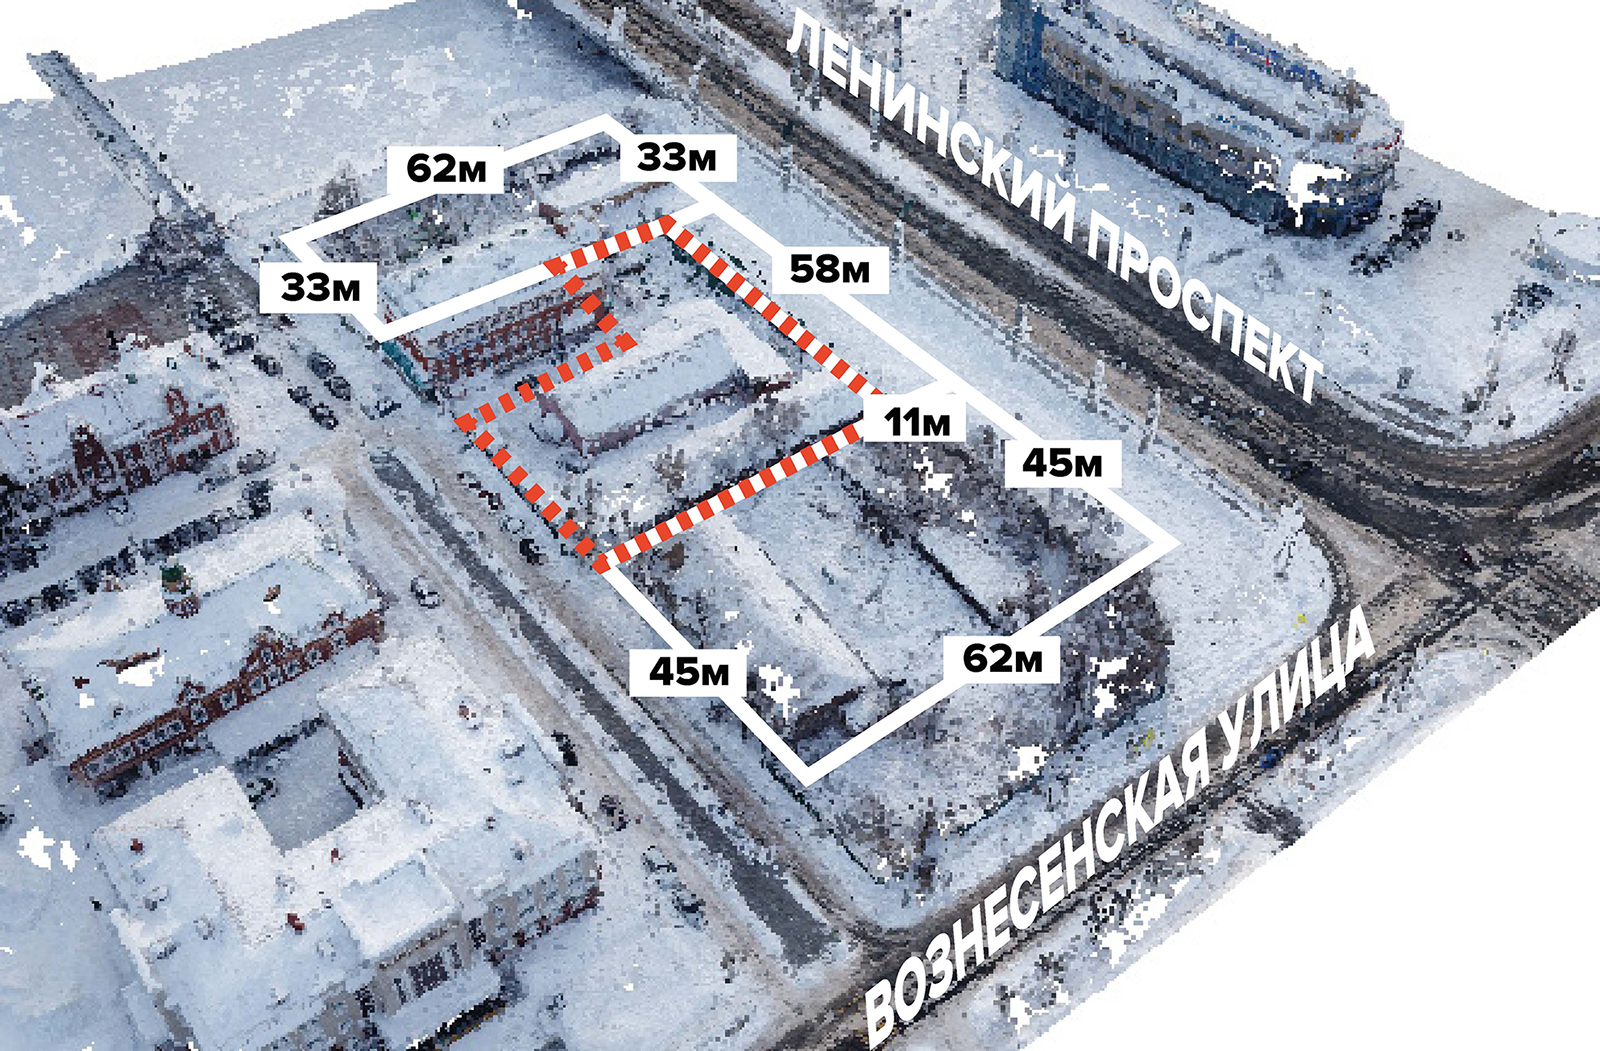 ЛЕНИНСКИЙ ПРОСПЕКТ
62м
33м
33м
58м
11м
45м
45м
62м
ВОЗНЕСЕНСКАЯ УЛИЦА